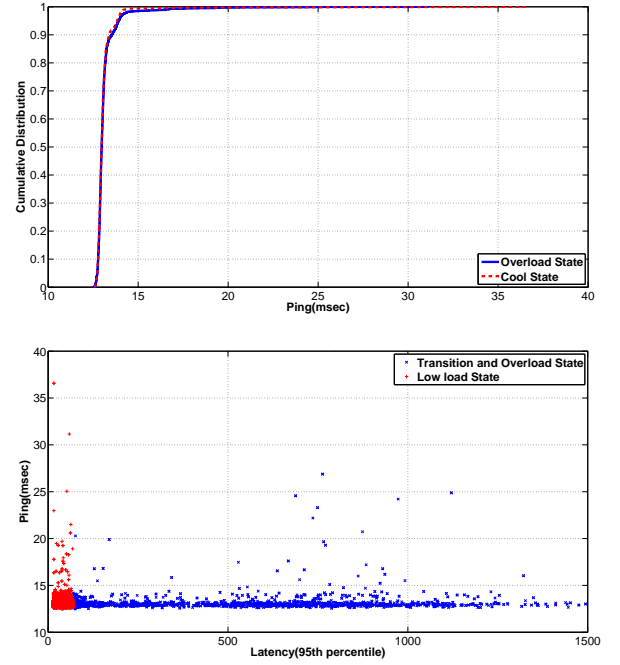 1
0.9
0.8
0.7
0.6
0.5
0.4
0.3
0.2
0.1
0
Cumulative Distribution
Overload State
Cool State
10 15 20 25 30 35 40
Ping(msec)
40
35
30
25
20
15
10
Ping(msec)
Transition and Overload State
Low load State
0 500 1000 1500
Latency(95th percentile)